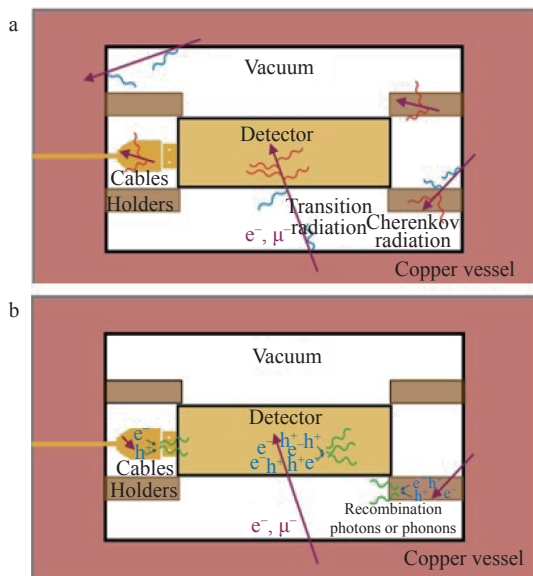 a
Vacuum
Detector
Cables
Holders
Transition
radiation
Cherenkov
radiation
e⁻, μ⁻
Copper vessel
b
Vacuum
Detector
e⁻
h⁺
e⁻h⁺e⁻h⁺
e⁻h⁺h⁺e⁻
Cables
Holders
e⁻h⁺
h⁺e⁻
Recombination
photons or phonons
e⁻, μ⁻
Copper vessel